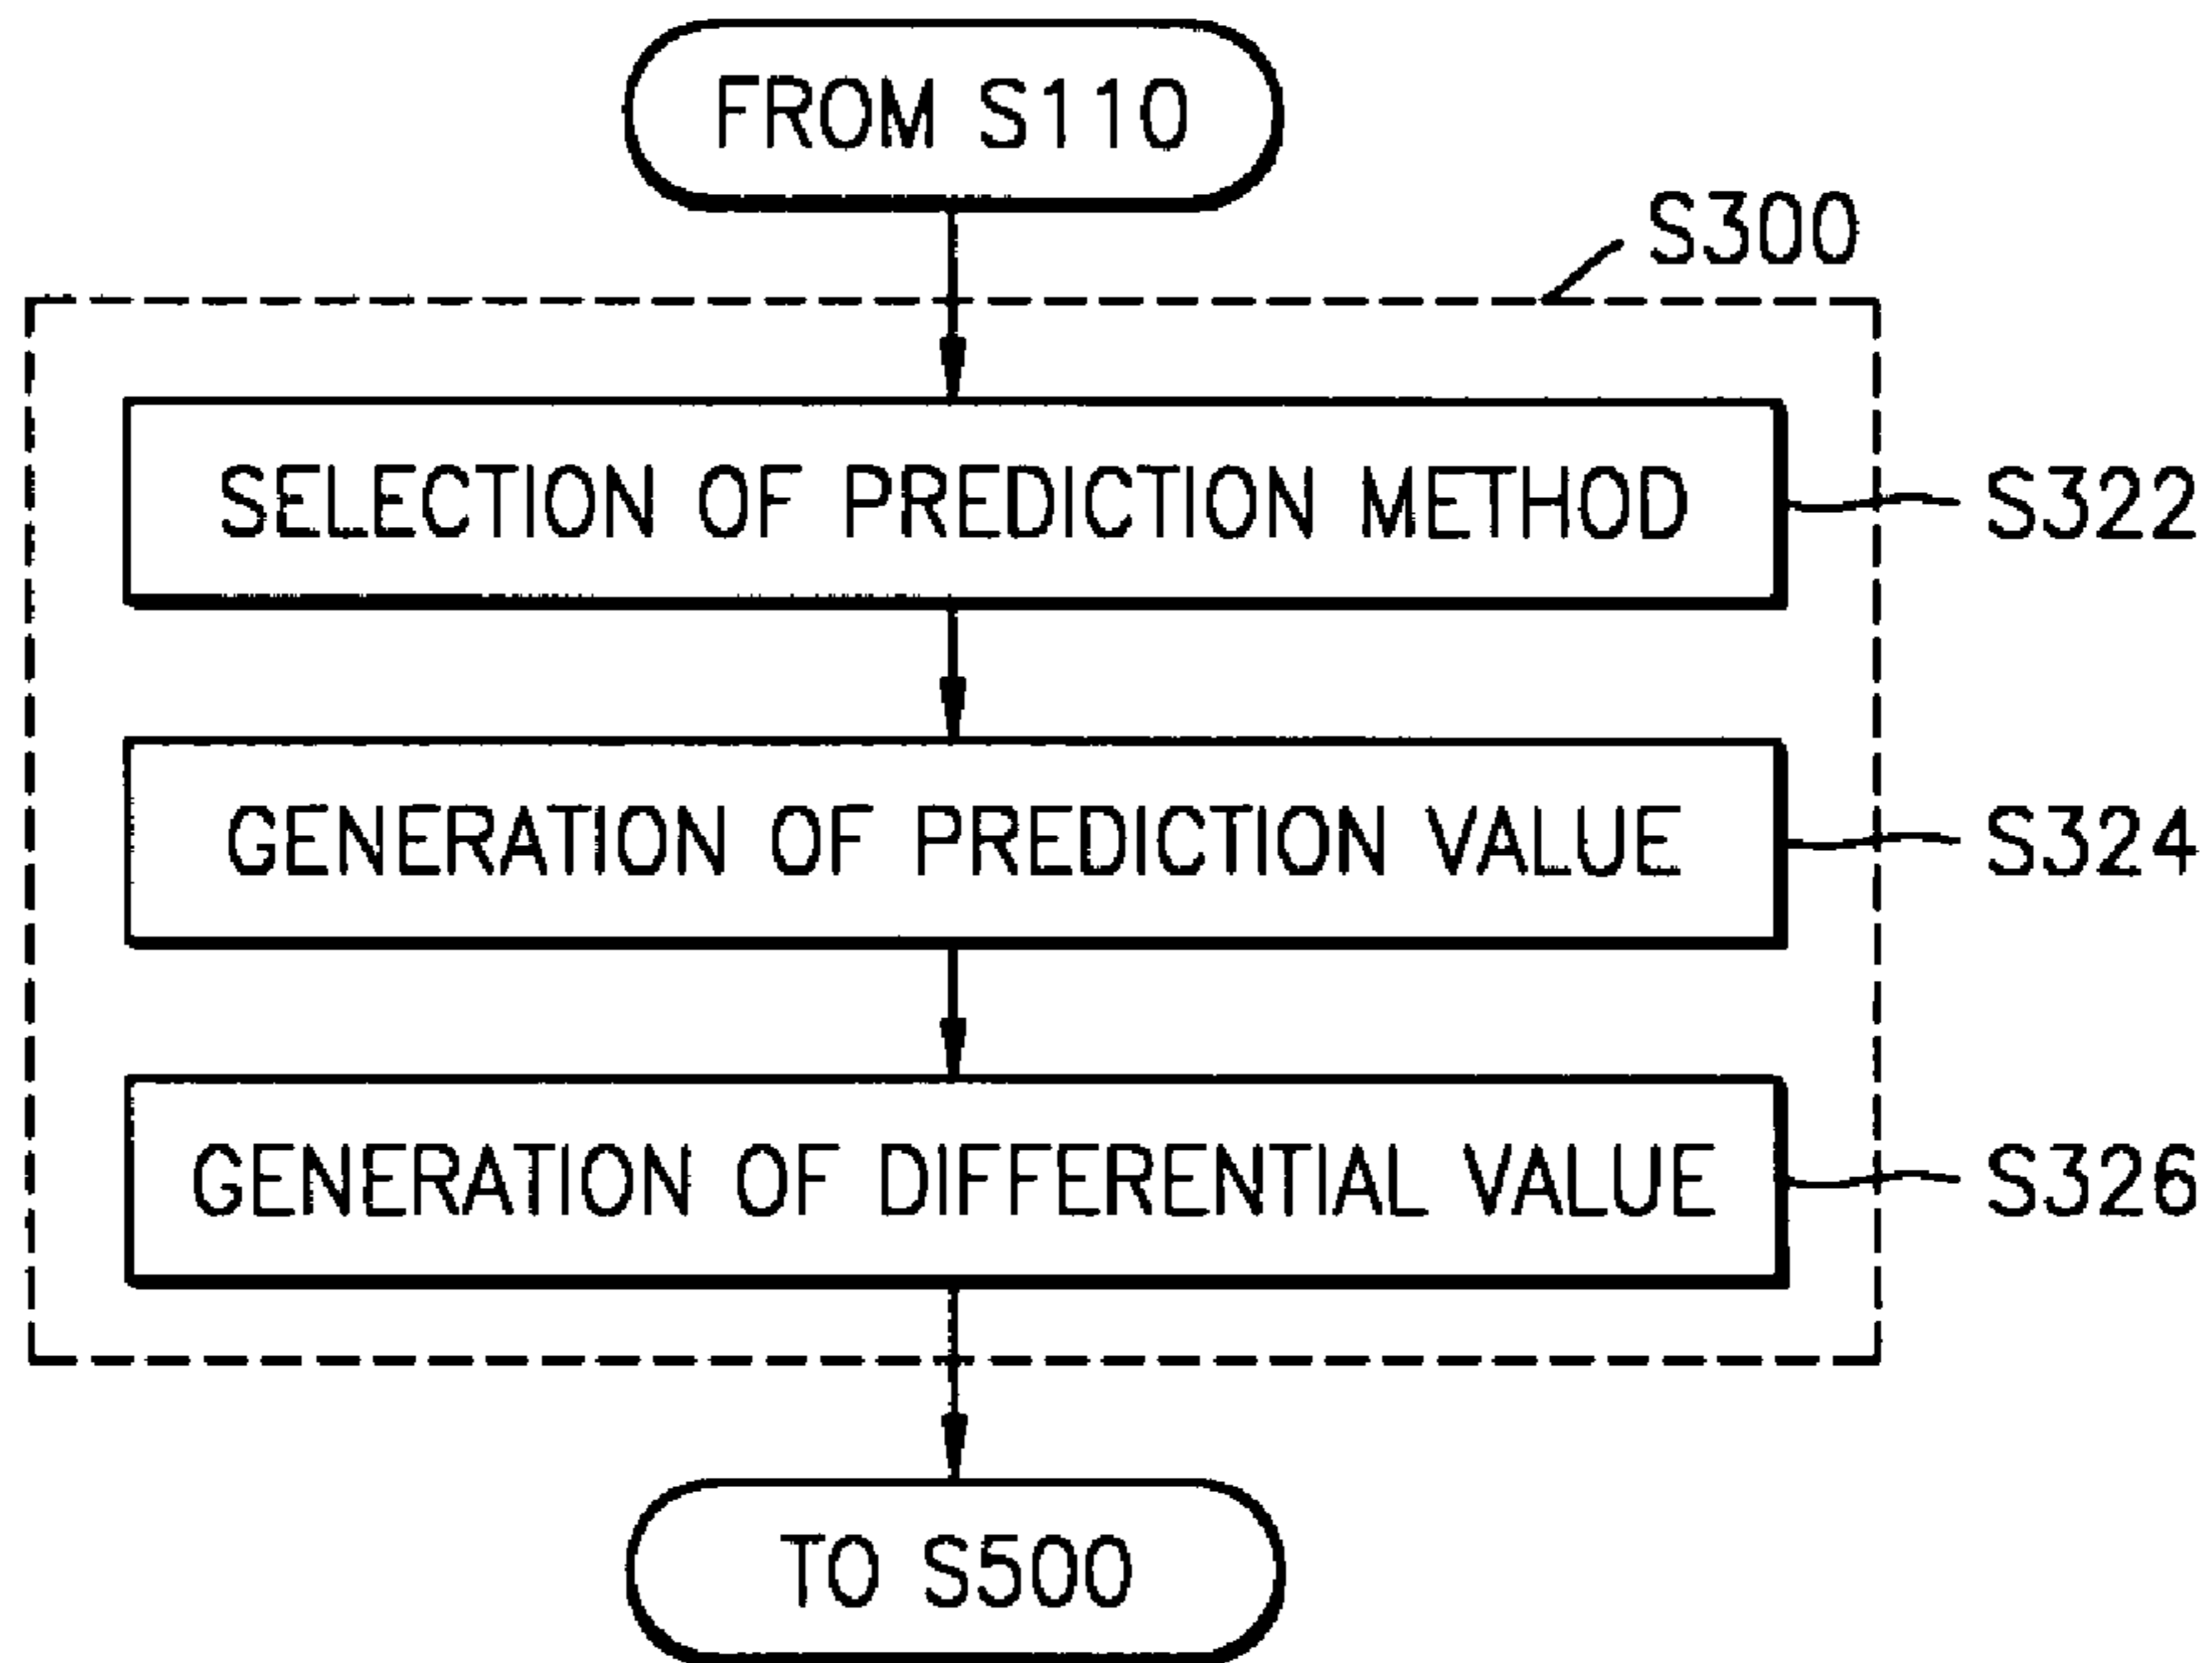 FROM S110
S300
SELECTION OF PREDICTION METHOD
S322
GENERATION OF PREDICTION VALUE
S324
GENERATION OF DIFFERENTIAL VALUE
S326
TO S500